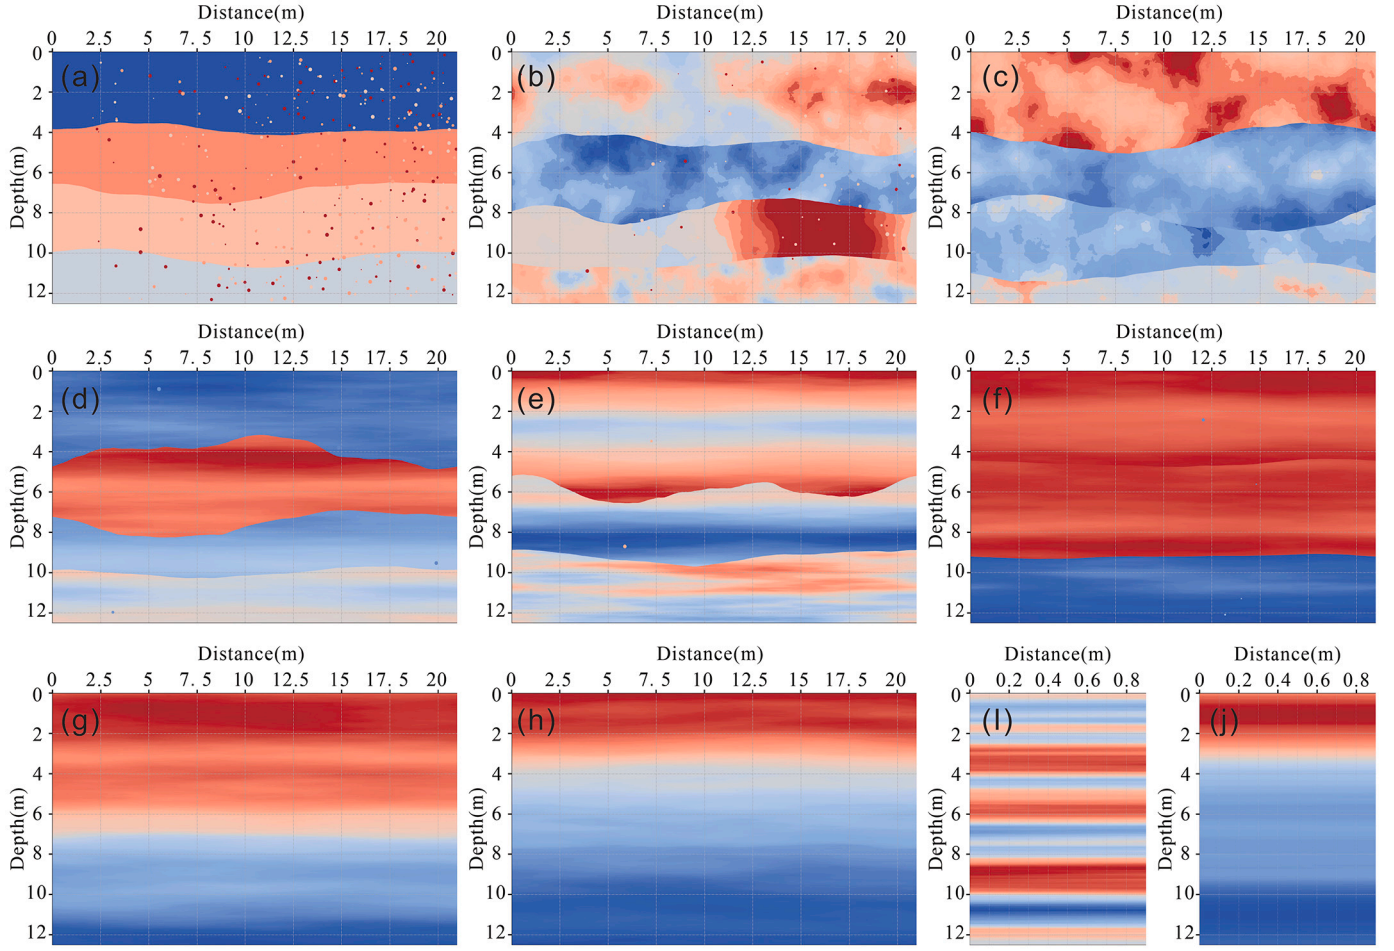 Distance(m) Distance(m) Distance(m)
0 2.5 5 7.5 10 12.5 15 17.5 20 0 2.5 5 7.5 10 12.5 15 17.5 20 0 2.5 5 7.5 10 12.5 15 17.5 20
(a) (b) (c)
Depth(m) Depth(m) Depth(m)
0 2 4 6 8 10 12 0 2 4 6 8 10 12 0 2 4 6 8 10 12
Distance(m) Distance(m) Distance(m)
0 2.5 5 7.5 10 12.5 15 17.5 20 0 2.5 5 7.5 10 12.5 15 17.5 20 0 2.5 5 7.5 10 12.5 15 17.5 20
(d) (e) (f)
Depth(m) Depth(m) Depth(m)
0 2 4 6 8 10 12 0 2 4 6 8 10 12 0 2 4 6 8 10 12
Distance(m) Distance(m) Distance(m) Distance(m)
0 2.5 5 7.5 10 12.5 15 17.5 20 0 2.5 5 7.5 10 12.5 15 17.5 20 0 0.2 0.4 0.6 0.8 0 0.2 0.4 0.6 0.8
(g) (h) (I) (j)
Depth(m) Depth(m) Depth(m) Depth(m)
0 2 4 6 8 10 12 0 2 4 6 8 10 12 0 2 4 6 8 10 12 0 2 4 6 8 10 12